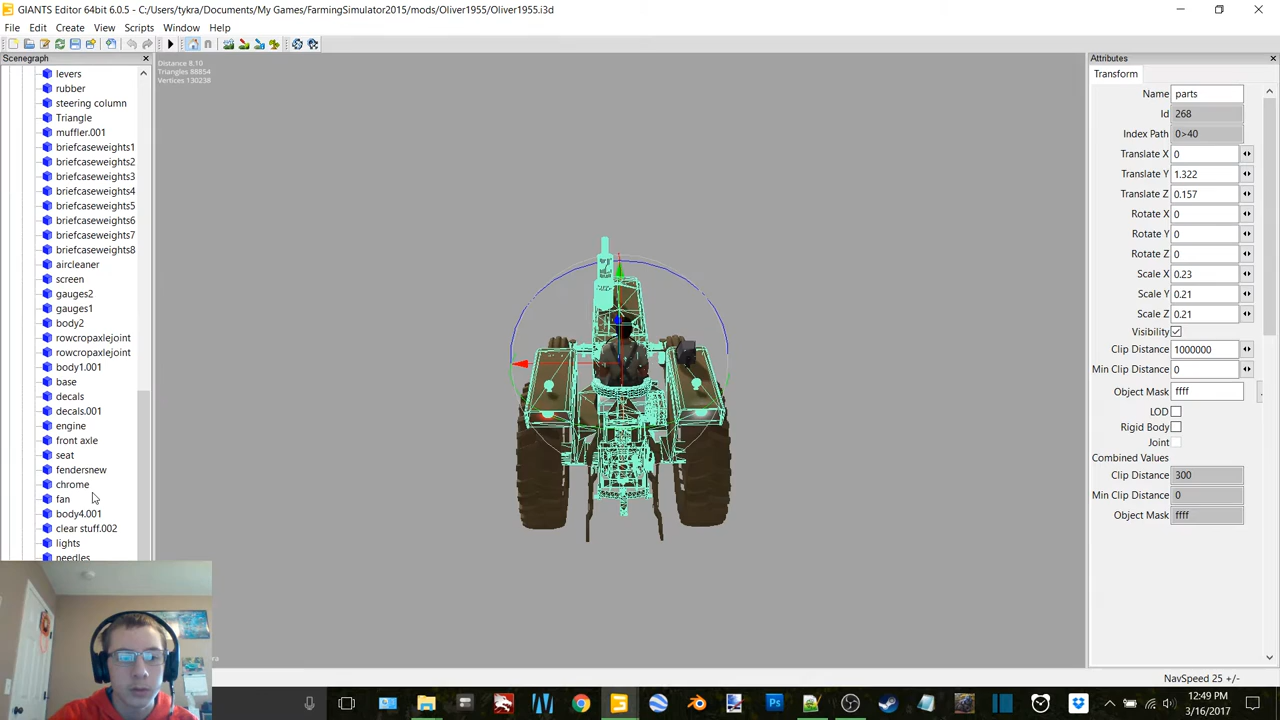 GIANTS Editor 64bit 6.0.5 - C:/Users/tykra/Documents/My Games/FarmingSimulator2015/mods/Oliver1955/Oliver1955.i3d
File Edit Create View Scripts Window Help
Scenegraph
levers
rubber
steering column
Triangle
muffler.001
briefcaseweights1
briefcaseweights2
briefcaseweights3
briefcaseweights4
briefcaseweights5
briefcaseweights6
briefcaseweights7
briefcaseweights8
aircleaner
screen
gauges2
gauges1
body2
rowcropaxlejoint
rowcropaxlejoint
body1.001
base
decals
decals.001
engine
front axle
seat
fendersnew
chrome
fan
body4.001
clear stuff.002
lights
needles
Distance 8.10
Triangles 88854
Vertices 130238
Attributes
Transform
Name parts
Id 268
Index Path 0>40
Translate X 0
Translate Y 1.322
Translate Z 0.157
Rotate X 0
Rotate Y 0
Rotate Z 0
Scale X 0.23
Scale Y 0.21
Scale Z 0.21
Visibility
Clip Distance 1000000
Min Clip Distance 0
Object Mask ffff
LOD
Rigid Body
Joint
Combined Values
Clip Distance 300
Min Clip Distance 0
Object Mask ffff
NavSpeed 25 +/-
12:49 PM
3/16/2017